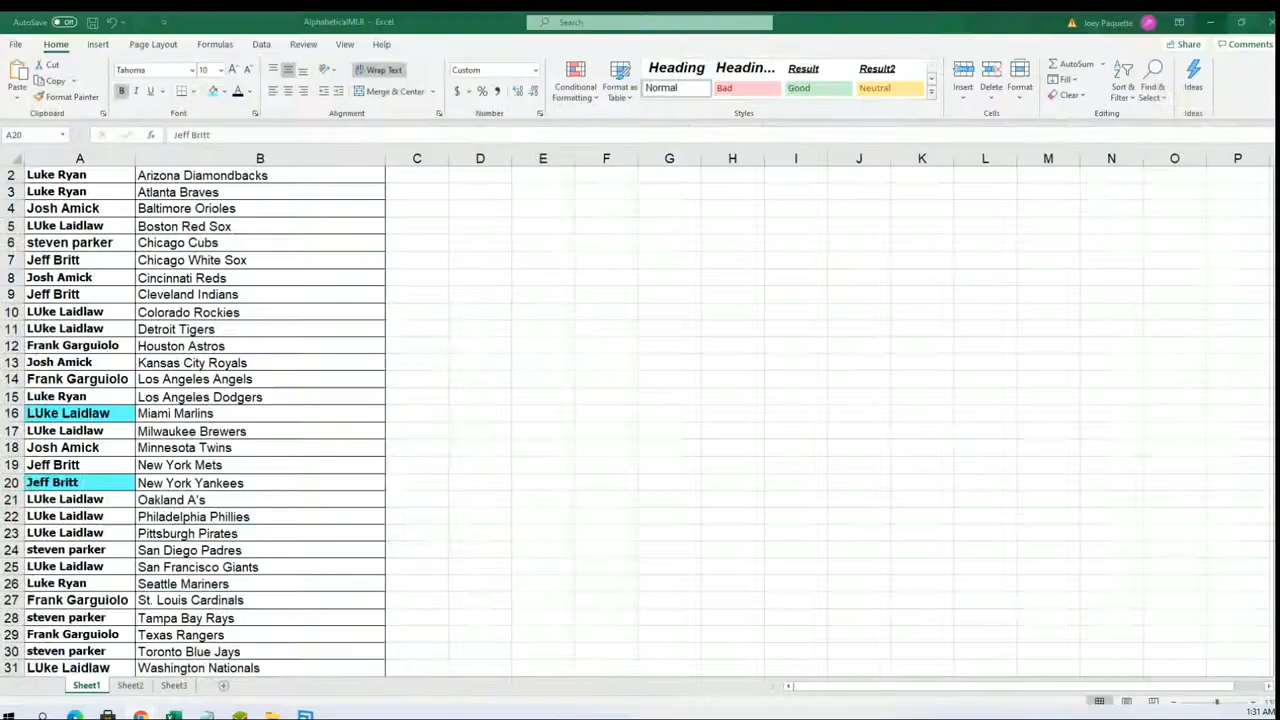 AutoSave Off AlphabeticalMLB - Excel Search Joey Paquette
File Home Insert Page Layout Formulas Data Review View Help Share Comments
Paste Cut Copy Format Painter Clipboard
Tahoma 10 B I U A Font
Wrap Text Merge & Center Alignment
Custom $ % Number
Conditional Formatting Format as Table
Heading Headin... Result Result2
Normal Bad Good Neutral
Styles
Insert Delete Format Cells
AutoSum Fill Clear Sort & Filter Find & Select Editing
Ideas Ideas
A20 fx Jeff Britt
A B C D E F G H I J K L M N O P
2 Luke Ryan Arizona Diamondbacks
3 Luke Ryan Atlanta Braves
4 Josh Amick Baltimore Orioles
5 LUke Laidlaw Boston Red Sox
6 steven parker Chicago Cubs
7 Jeff Britt Chicago White Sox
8 Josh Amick Cincinnati Reds
9 Jeff Britt Cleveland Indians
10 LUke Laidlaw Colorado Rockies
11 LUke Laidlaw Detroit Tigers
12 Frank Garguiolo Houston Astros
13 Josh Amick Kansas City Royals
14 Frank Garguiolo Los Angeles Angels
15 Luke Ryan Los Angeles Dodgers
16 LUke Laidlaw Miami Marlins
17 LUke Laidlaw Milwaukee Brewers
18 Josh Amick Minnesota Twins
19 Jeff Britt New York Mets
20 Jeff Britt New York Yankees
21 LUke Laidlaw Oakland A's
22 LUke Laidlaw Philadelphia Phillies
23 LUke Laidlaw Pittsburgh Pirates
24 steven parker San Diego Padres
25 LUke Laidlaw San Francisco Giants
26 Luke Ryan Seattle Mariners
27 Frank Garguiolo St. Louis Cardinals
28 steven parker Tampa Bay Rays
29 Frank Garguiolo Texas Rangers
30 steven parker Toronto Blue Jays
31 LUke Laidlaw Washington Nationals
Sheet1 Sheet2 Sheet3
1:31 AM